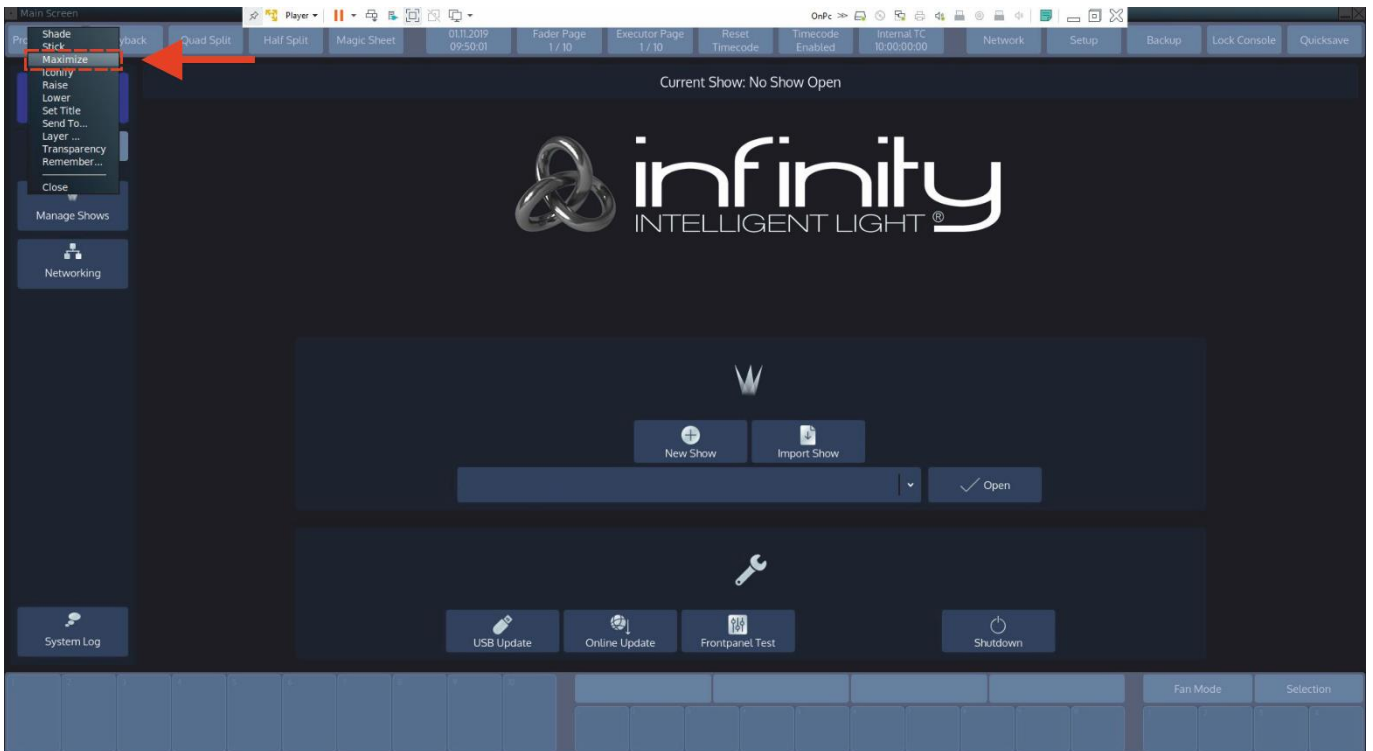 Main Screen
Player
OnPc
Shade
Stick
Maximize
Iconify
Raise
Lower
Set Title
Send To...
Layer ...
Transparency
Remember...
Close
Quad Split
Half Split
Magic Sheet
01.11.2019
09:50:01
Fader Page
1 / 10
Executor Page
1 / 10
Reset
Timecode
Timecode
Enabled
Internal TC
10:00:00:00
Network
Setup
Backup
Lock Console
Quicksave
Current Show: No Show Open
infinity
INTELLIGENT LIGHT ®
Manage Shows
Networking
New Show
Import Show
Open
System Log
USB Update
Online Update
Frontpanel Test
Shutdown
Fan Mode
Selection